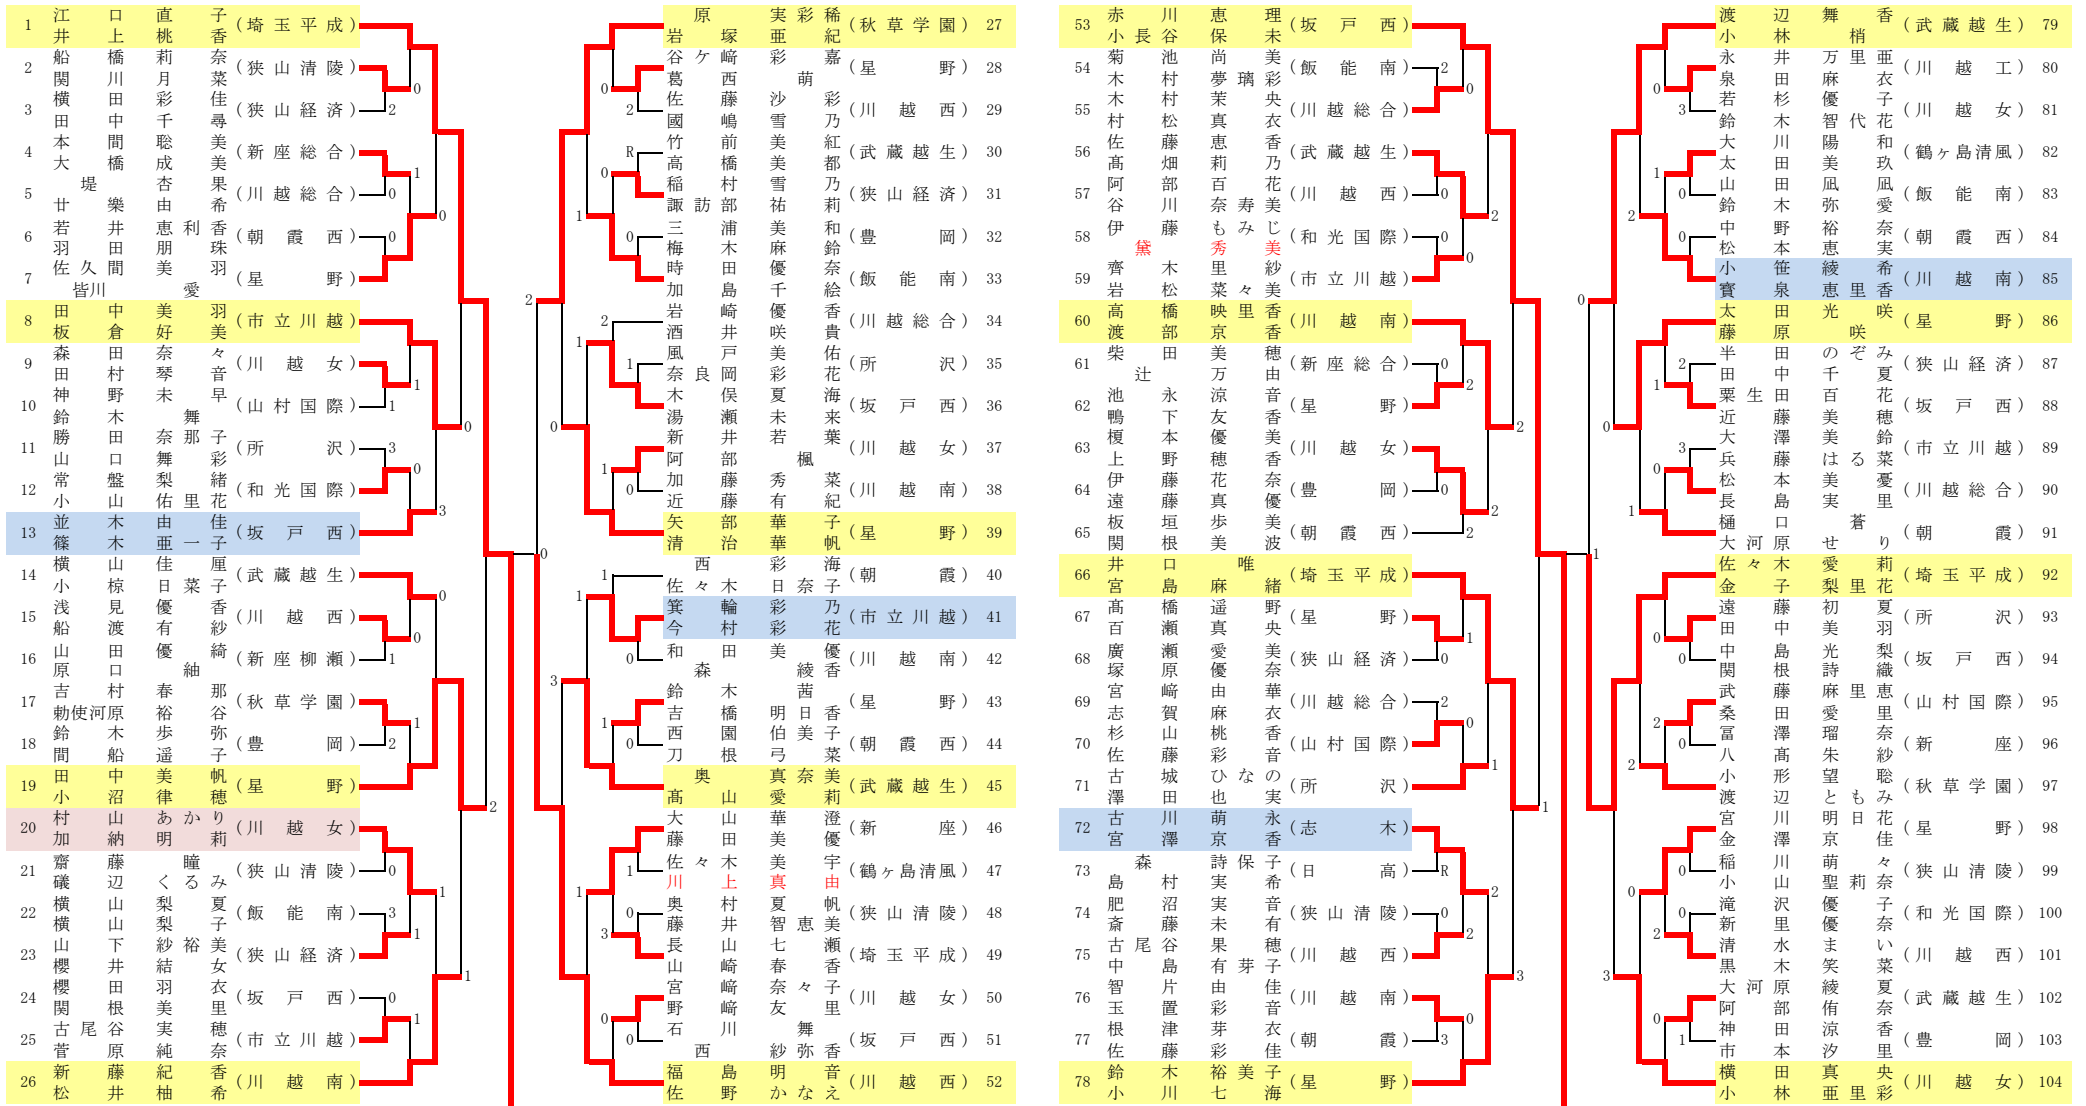 1 江口直子 (埼玉平成)
井上桃香
2 船橋莉奈 (狭山清陵)
関川月菜
3 横田彩佳 (狭山経済)
田中千尋
4 本間聡美 (新座総合)
大橋成美
5 堤杏果 (川越総合)
廿樂由希
6 若井恵利香 (朝霞西)
羽田朋珠
7 佐久間美羽 (星野)
皆川愛
8 田中美羽 (市立川越)
板倉好美
9 森田奈々 (川越女)
田村琴音
10 神野未早 (山村国際)
鈴木舞
11 勝田奈那子 (所沢)
山口舞彩
12 常盤梨緒 (和光国際)
小山佑里花
13 並木由佳 (坂戸西)
篠木亜一子
14 横山佳厘 (武蔵越生)
小椋日菜子
15 浅見優香 (川越西)
船渡有紗
16 山田優綺 (新座柳瀬)
原口紬
17 吉村春那 (秋草学園)
勅使河原裕谷
18 鈴木歩弥 (豊岡)
間船遥子
19 田中美帆 (星野)
小沼律穂
20 村山あかり (川越女)
加納明莉
21 齋藤瞳 (狭山清陵)
礒辺くるみ
22 横山梨夏 (飯能南)
横山梨子
23 山下紗裕美 (狭山経済)
櫻井結女
24 櫻田羽衣 (坂戸西)
関根美里
25 古尾谷実穂 (市立川越)
菅原純奈
26 新藤紀香 (川越南)
松井柚希
原実彩稀 (秋草学園) 27
岩塚亜紀
谷ケ﨑彩嘉 (星野) 28
葛西萌
佐藤沙彩 (川越西) 29
國嶋雪乃
竹前美紅 (武蔵越生) 30
高橋美都
稲村雪乃 (狭山経済) 31
諏訪部祐莉
三浦美和 (豊岡) 32
梅木麻鈴
時田優奈 (飯能南) 33
加島千絵
岩崎優香 (川越総合) 34
酒井咲貴
風戸美佑 (所沢) 35
奈良岡彩花
木俣夏海 (坂戸西) 36
湯瀬未来
新井若葉 (川越女) 37
阿部楓
加藤秀菜 (川越南) 38
近藤有紀
矢部華子 (星野) 39
清治華帆
西彩海 (朝霞) 40
佐々木日奈子
箕輪彩乃 (市立川越) 41
今村彩花
和田美優 (川越南) 42
森綾香
鈴木茜 (星野) 43
吉橋明日香
西園伯美子 (朝霞西) 44
刀根弓菜
奥真奈美 (武蔵越生) 45
髙山愛莉
大山華澄 (新座) 46
藤田美優
佐々木美宇 (鶴ヶ島清風) 47
川上真由
奥村夏帆 (狭山清陵) 48
藤井智恵美
長山七瀬 (埼玉平成) 49
山崎春香
宮﨑奈々子 (川越女) 50
野﨑友里
石川舞 (坂戸西) 51
西紗弥香
福島明音 (川越西) 52
佐野かなえ
53 赤川恵理 (坂戸西)
小長谷保未
54 菊池尚美 (飯能南)
木村夢璃彩
55 木村茉央 (川越総合)
村松真衣
56 佐藤恵香 (武蔵越生)
髙畑莉乃
57 阿部百花 (川越西)
谷川奈寿美
58 伊藤もみじ (和光国際)
黛秀美
59 齊木里紗 (市立川越)
岩松菜々美
60 高橋映里香 (川越南)
渡部京香
61 柴田美穂 (新座総合)
辻万由
62 池永涼音 (星野)
鴨下友香
63 榎本優美 (川越女)
上野穂香
64 伊藤花奈 (豊岡)
遠藤真優
65 板垣歩美 (朝霞西)
関根美波
66 井口唯 (埼玉平成)
宮島麻緒
67 髙橋遥野 (星野)
百瀬真央
68 廣瀬愛美 (狭山経済)
塚原優奈
69 宮﨑由華 (川越総合)
志賀麻衣
70 杉山桃香 (山村国際)
佐藤彩音
71 古城ひなの (所沢)
澤田也実
72 古川萌永 (志木)
宮澤京香
73 森詩保子 (日高)
島村実希
74 肥沼実音 (狭山清陵)
斎藤未有
75 古尾谷果穂 (川越西)
中島有芽子
76 智片由佳 (川越南)
玉置彩音
77 根津芽衣 (朝霞)
佐藤彩佳
78 鈴木裕美子 (星野)
小川七海
渡辺舞香 (武蔵越生) 79
小林梢
永井万里亜 (川越工) 80
泉田麻衣
若杉優子 (川越女) 81
鈴木智代花
大川陽和 (鶴ヶ島清風) 82
太田美玖
山田凪凪 (飯能南) 83
鈴木弥愛
中野裕奈 (朝霞西) 84
松本恵実
小笹綾希 (川越南) 85
寳泉恵里香
太田光咲 (星野) 86
藤原咲
半田のぞみ (狭山経済) 87
田中千夏
栗生田百花 (坂戸西) 88
近藤美穂
大澤美鈴 (市立川越) 89
兵藤はる菜
松本美憂 (川越総合) 90
長島実里
樋口蒼 (朝霞) 91
大河原せり
佐々木愛莉 (埼玉平成) 92
金子梨里花
遠藤初夏 (所沢) 93
田中美羽
中島光梨 (坂戸西) 94
関根詩織
武藤麻里恵 (山村国際) 95
桑田愛里
冨澤瑠奈 (新座) 96
八髙朱紗
小形望聡 (秋草学園) 97
渡辺ともみ
宮川明日花 (星野) 98
金澤京佳
稲川萌々 (狭山清陵) 99
小山聖莉奈
滝沢優子 (和光国際) 100
新里優奈
清水まい (川越西) 101
黒木笑菜
大河原綾夏 (武蔵越生) 102
阿部侑奈
神田涼香 (豊岡) 103
市本汐里
横田真央 (川越女) 104
小林亜里彩